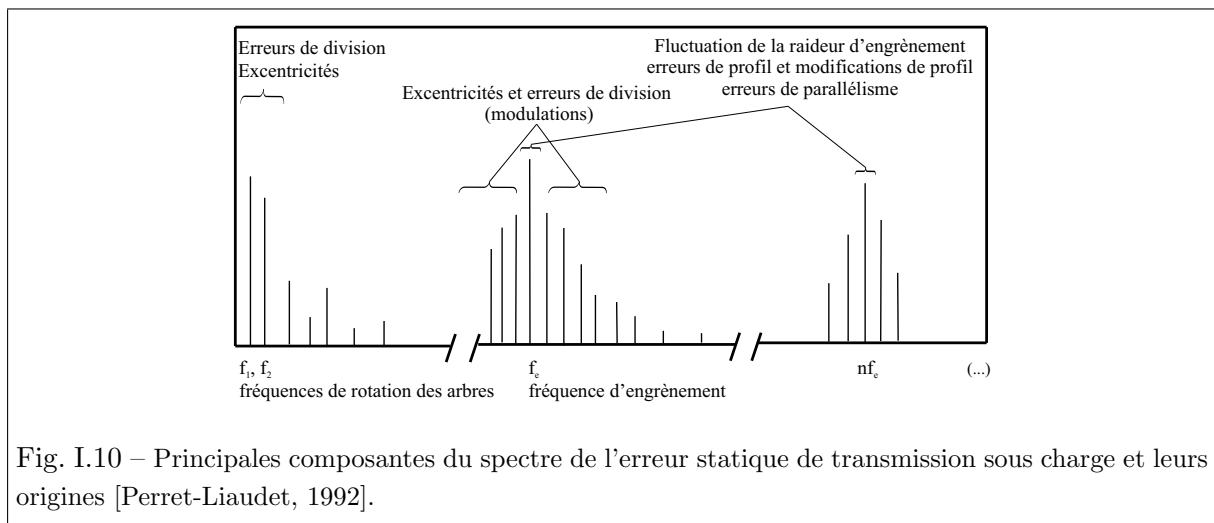 Erreurs de division
Excentricités
Fluctuation de la raideur d'engrènement
erreurs de profil et modifications de profil
erreurs de parallélisme
Excentricités et erreurs de division
(modulations)
f₁, f₂
fréquences de rotation des arbres
fₑ
fréquence d'engrènement
nfₑ
(...)
Fig. I.10 – Principales composantes du spectre de l'erreur statique de transmission sous charge et leurs
origines [Perret-Liaudet, 1992].